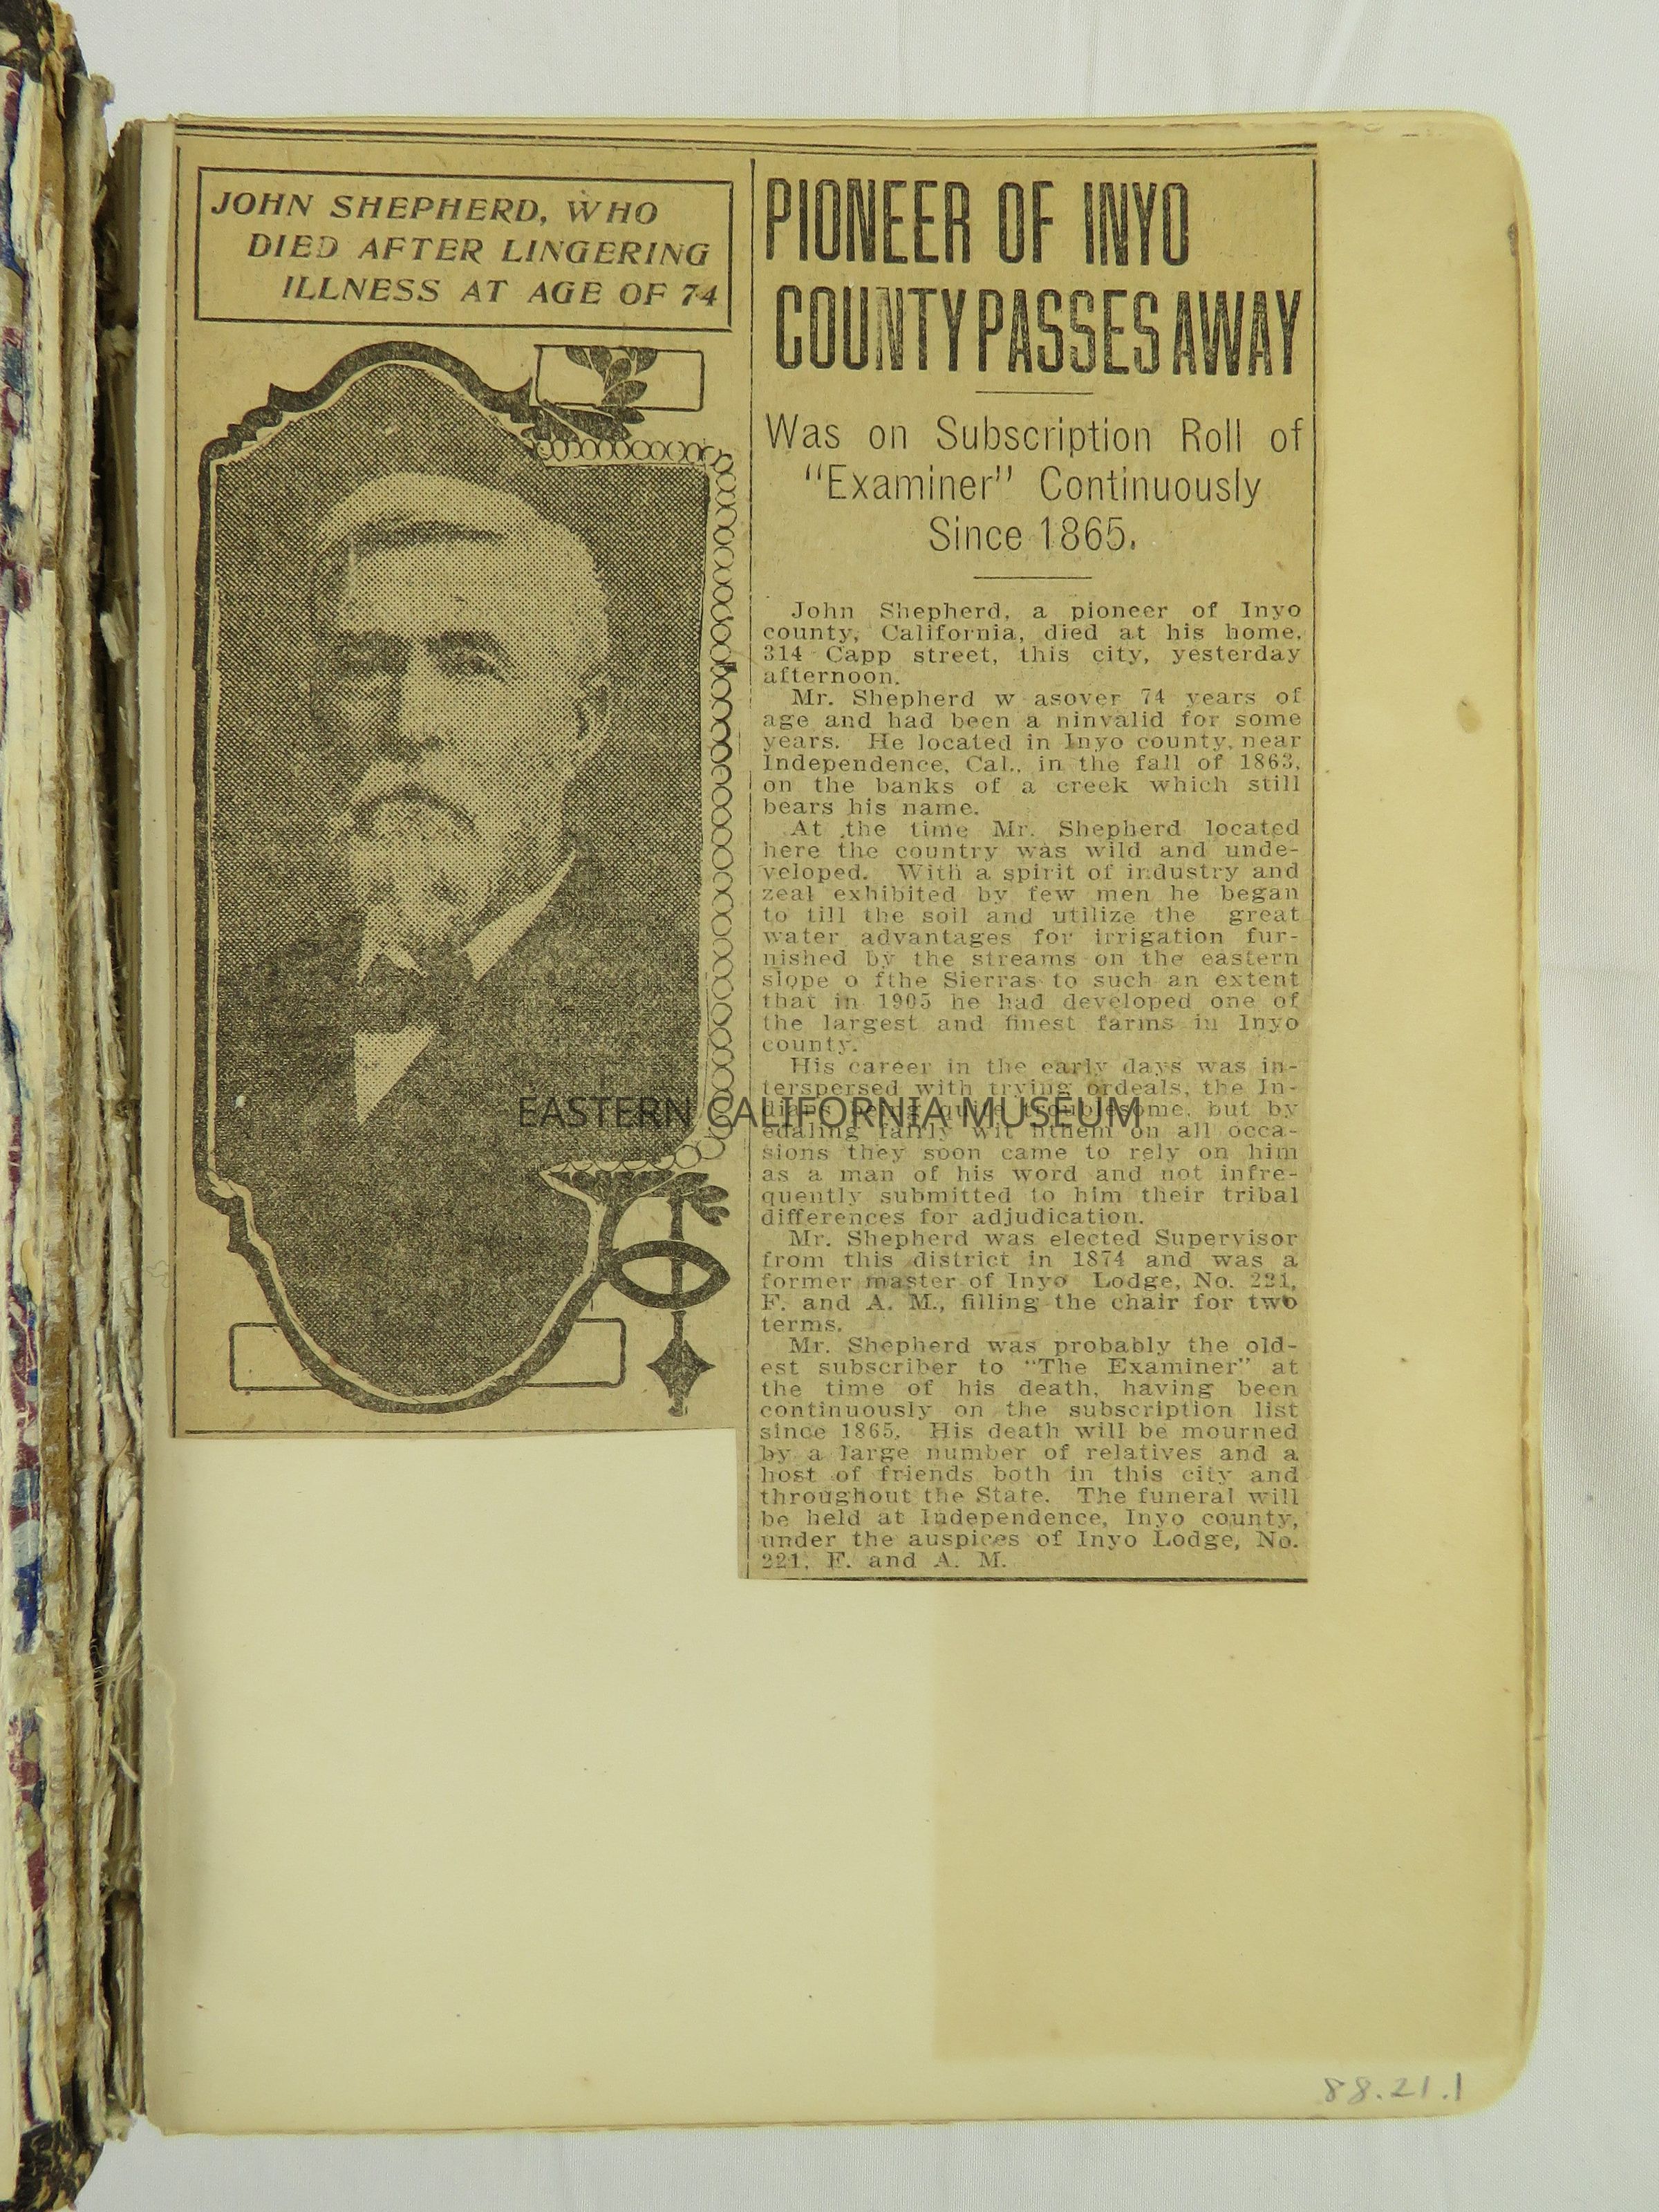 JOHN SHEPHERD, WHO
DIED AFTER LINGERING
ILLNESS AT AGE OF 74
PIONEER OF INYO
COUNTY PASSES AWAY
Was on Subscription Roll of
"Examiner" Continuously
Since 1865.
John Shepherd, a pioneer of Inyo
county, California, died at his home,
314 Capp street, this city, yesterday
afternoon.
Mr. Shepherd w asover 74 years of
age and had been a ninvalid for some
years. He located in Inyo county, near
Independence, Cal., in the fall of 1863,
on the banks of a creek which still
bears his name.
At the time Mr. Shepherd located
here the country was wild and unde-
veloped. With a spirit of industry and
zeal exhibited by few men he began
to till the soil and utilize the great
water advantages for irrigation fur-
nished by the streams on the eastern
slope o fthe Sierras to such an extent
that in 1905 he had developed one of
the largest and finest farms in Inyo
county.
His career in the early days was in-
terspersed with trying ordeals, the In-
dians being quite troublesome, but by
edaling fairly wit hthem on all occa-
sions they soon came to rely on him
as a man of his word and not infre-
quently submitted to him their tribal
differences for adjudication.
Mr. Shepherd was elected Supervisor
from this district in 1874 and was a
former master of Inyo Lodge, No. 221,
F. and A. M., filling the chair for two
terms.
Mr. Shepherd was probably the old-
est subscriber to "The Examiner" at
the time of his death, having been
continuously on the subscription list
since 1865. His death will be mourned
by a large number of relatives and a
host of friends both in this city and
throughout the State. The funeral will
be held at Independence, Inyo county,
under the auspices of Inyo Lodge, No.
221, F. and A. M.
EASTERN CALIFORNIA MUSEUM
88.21.1